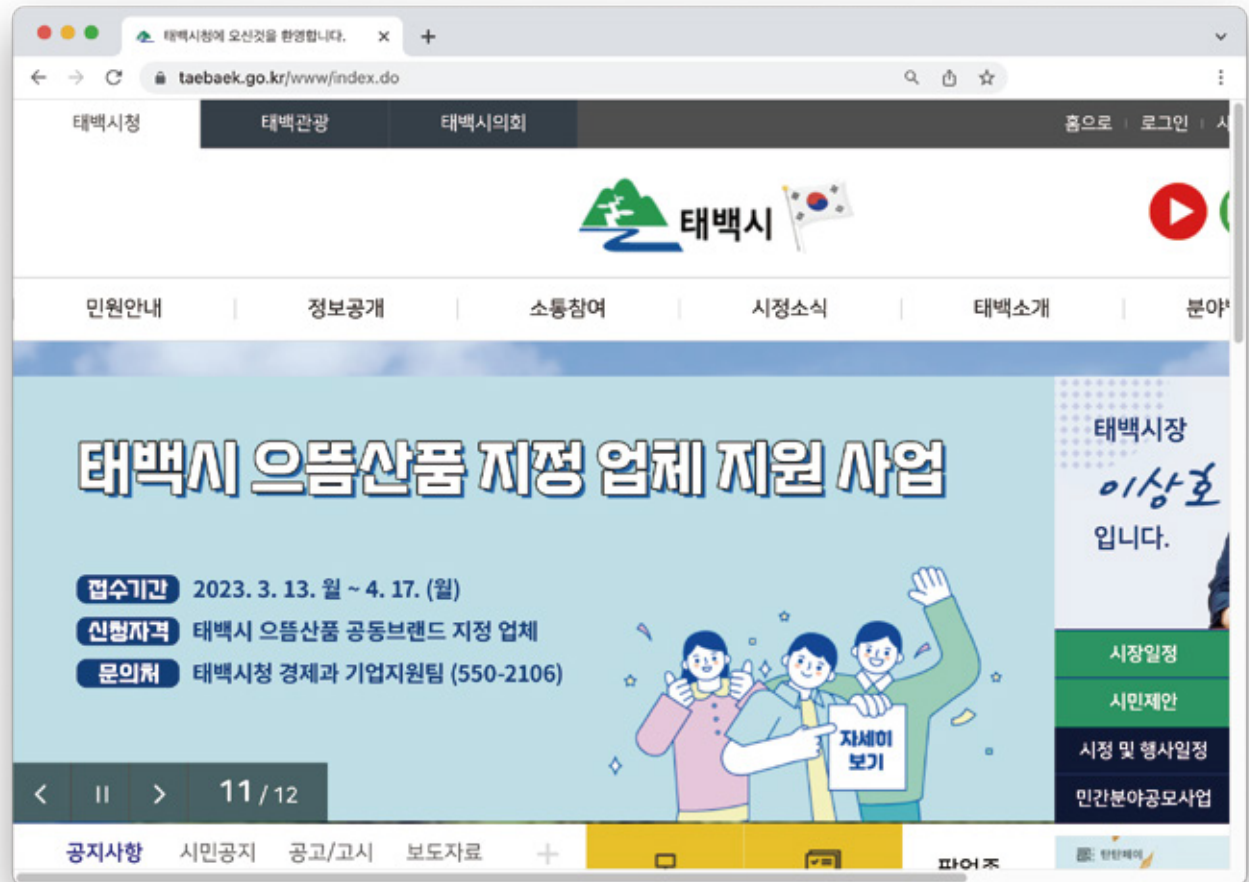 태백시청에 오신것을 환영합니다.
taebaek.go.kr/www/index.do
태백시청 태백관광 태백시의회 홈으로 로그인
태백시
민원안내 정보공개 소통참여 시정소식 태백소개 분야
태백시 으뜸산품 지정 업체 지원 사업
접수기간 2023. 3. 13. 월 ~ 4. 17. (월)
신청자격 태백시 으뜸산품 공동브랜드 지정 업체
문의처 태백시청 경제과 기업지원팀 (550-2106)
자세히
보기
11 / 12
태백시장
이상호
입니다.
시장일정
시민제안
시정 및 행사일정
민간분야공모사업
공지사항 시민공지 공고/고시 보도자료
탄탄페이